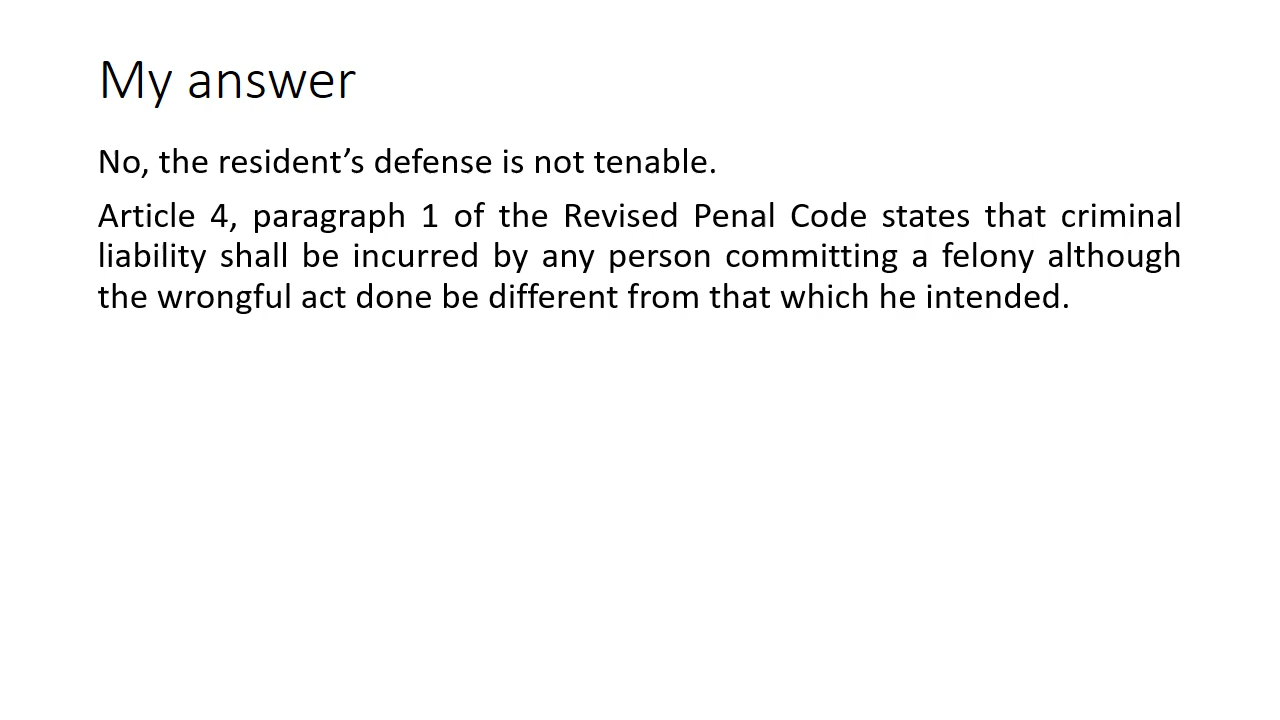 My answer
No, the resident’s defense is not tenable.
Article 4, paragraph 1 of the Revised Penal Code states that criminal
liability shall be incurred by any person committing a felony although
the wrongful act done be different from that which he intended.